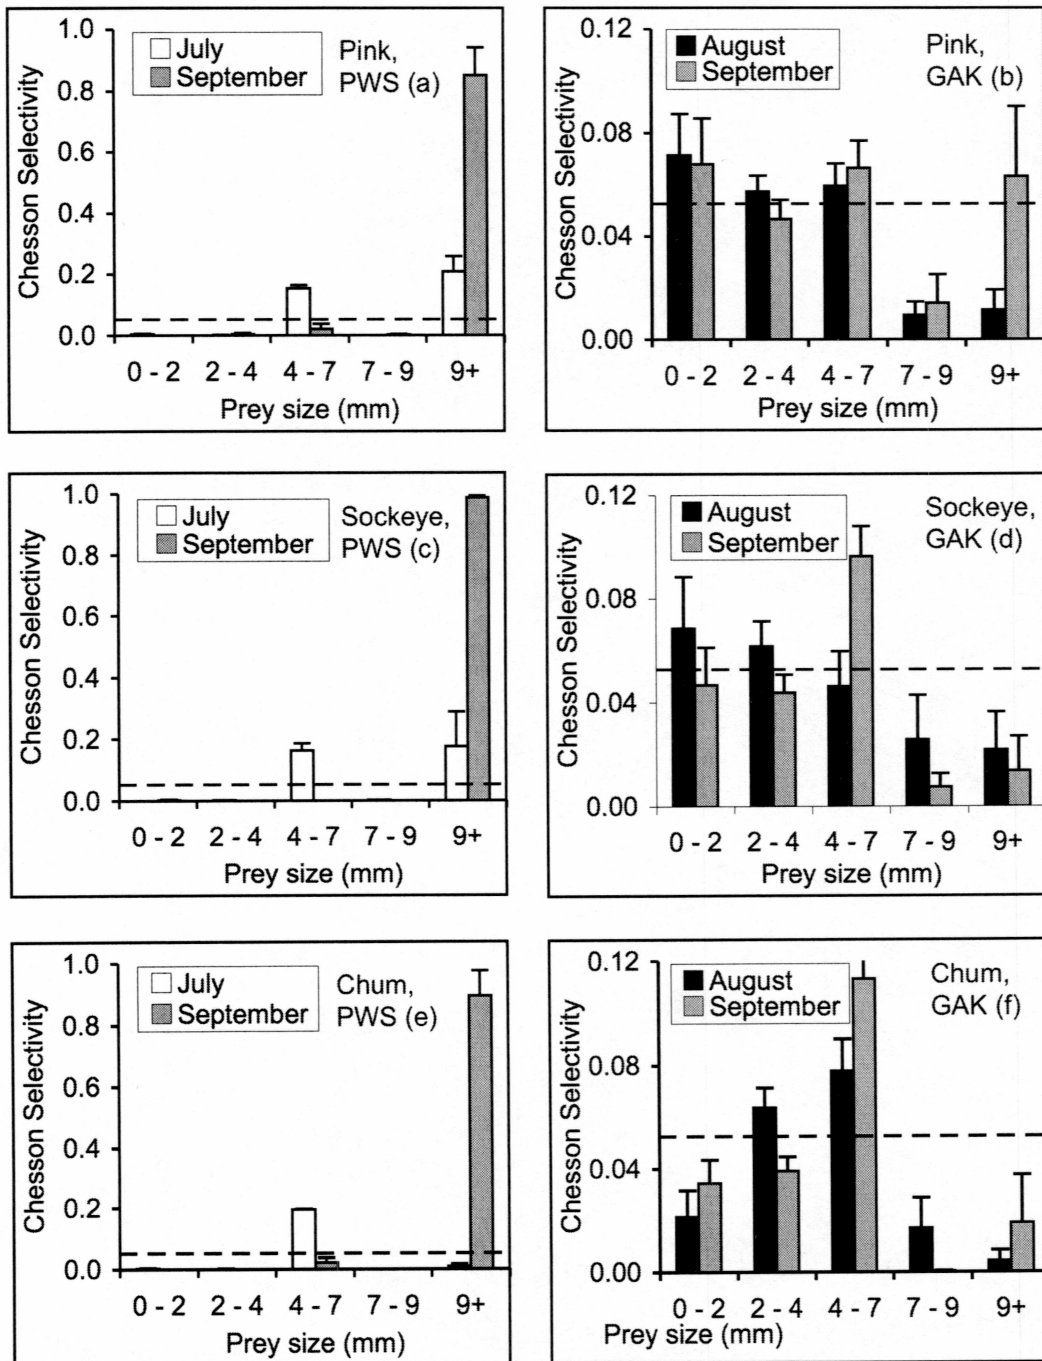 1.0
0.8
0.6
0.4
0.2
0.0
Chesson Selectivity
July
September
Pink,
PWS (a)
0 - 2 2 - 4 4 - 7 7 - 9 9+
Prey size (mm)
0.12
0.08
0.04
0.00
Chesson Selectivity
August
September
Pink,
GAK (b)
0 - 2 2 - 4 4 - 7 7 - 9 9+
Prey size (mm)
1.0
0.8
0.6
0.4
0.2
0.0
Chesson Selectivity
July
September
Sockeye,
PWS (c)
0 - 2 2 - 4 4 - 7 7 - 9 9+
Prey size (mm)
0.12
0.08
0.04
0.00
Chesson Selectivity
August
September
Sockeye,
GAK (d)
0 - 2 2 - 4 4 - 7 7 - 9 9+
Prey size (mm)
1.0
0.8
0.6
0.4
0.2
0.0
Chesson Selectivity
July
September
Chum,
PWS (e)
0 - 2 2 - 4 4 - 7 7 - 9 9+
Prey size (mm)
0.12
0.08
0.04
0.00
Chesson Selectivity
August
September
Chum,
GAK (f)
0 - 2 2 - 4 4 - 7 7 - 9 9+
Prey size (mm)